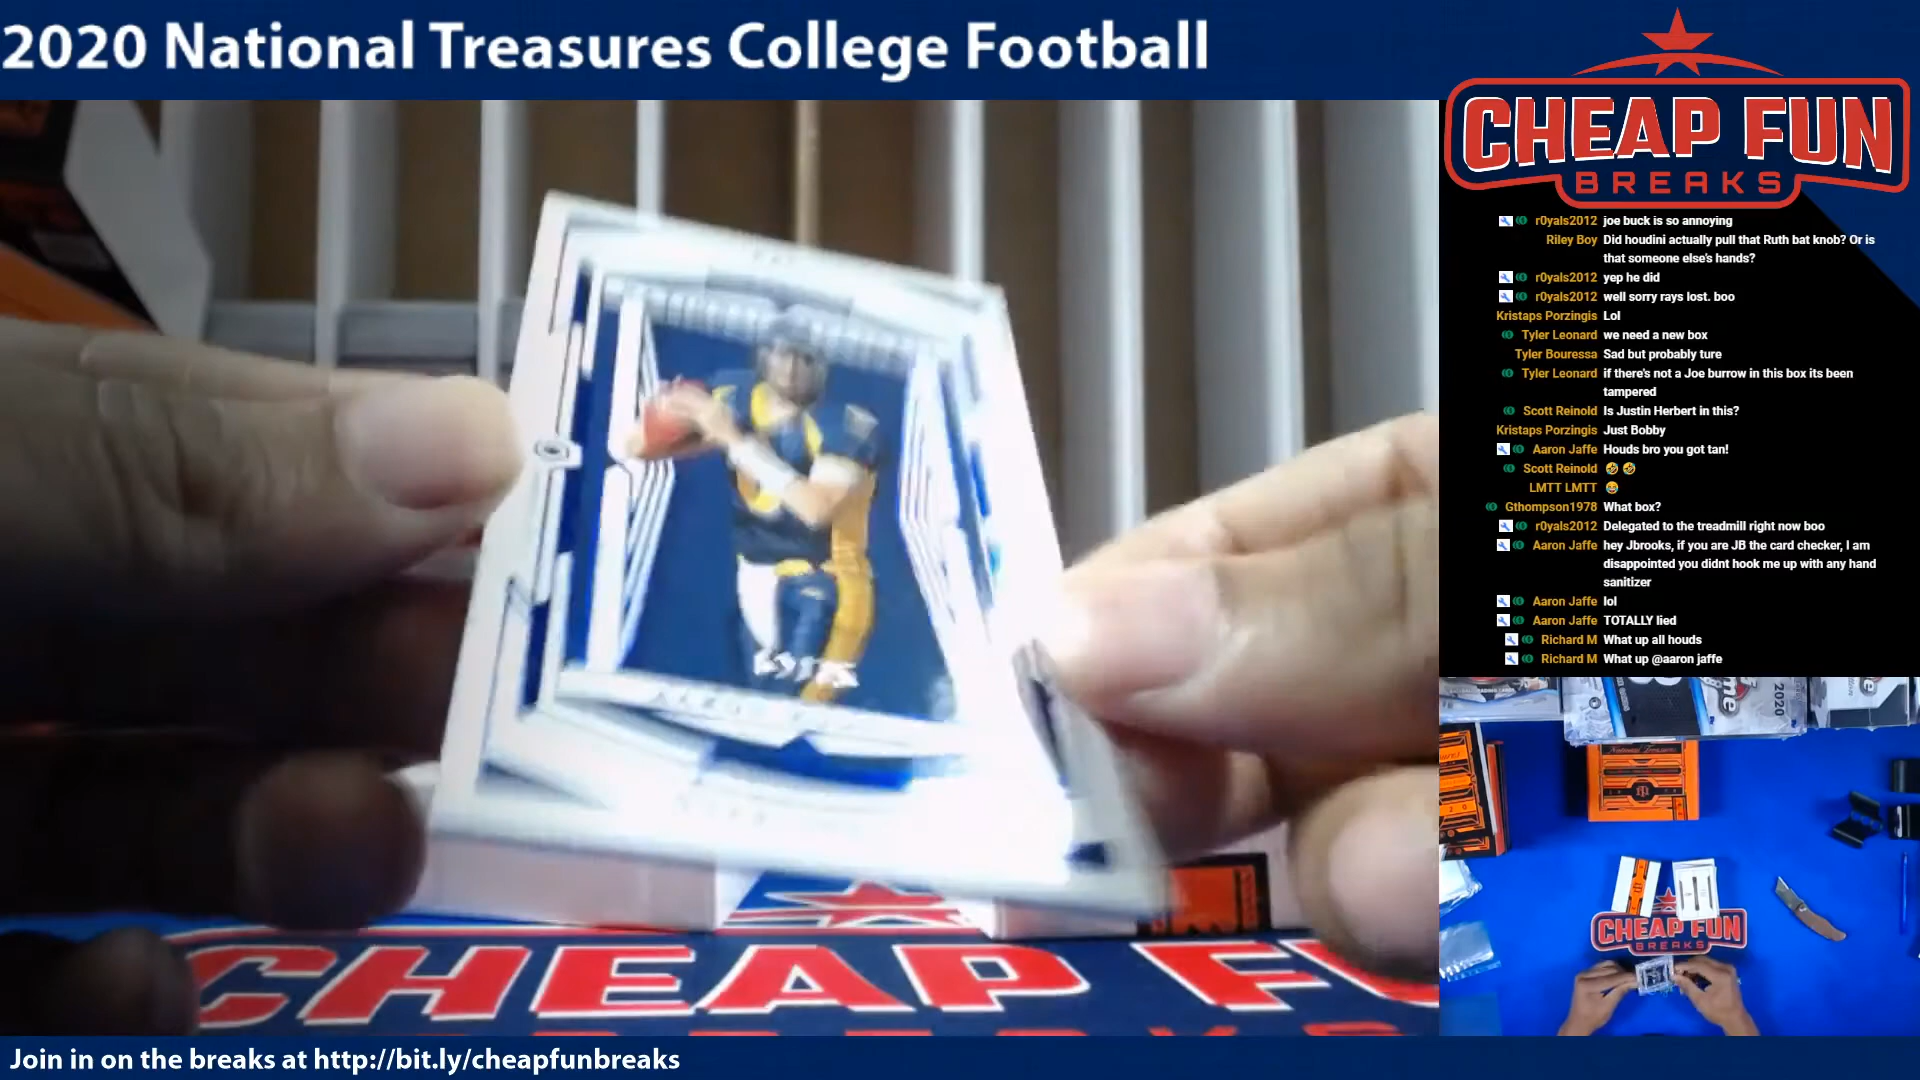 2020 National Treasures College Football
CHEAP FUN
BREAKS
r0yals2012 joe buck is so annoying
Riley Boy Did houdini actually pull that Ruth bat knob? Or is
that someone else's hands?
r0yals2012 yep he did
r0yals2012 well sorry rays lost. boo
Kristaps Porzingis Lol
Tyler Leonard we need a new box
Tyler Bouressa Sad but probably ture
Tyler Leonard if there's not a Joe burrow in this box its been
tampered
Scott Reinold Is Justin Herbert in this?
Kristaps Porzingis Just Bobby
Aaron Jaffe Houds bro you got tan!
Scott Reinold 🤣 🤣
LMTT LMTT 😂
Gthompson1978 What box?
r0yals2012 Delegated to the treadmill right now boo
Aaron Jaffe hey Jbrooks, if you are JB the card checker, I am
disappointed you didnt hook me up with any hand
sanitizer
Aaron Jaffe lol
Aaron Jaffe TOTALLY lied
Richard M What up all houds
Richard M What up @aaron jaffe
2020
National Treasures
CHEAP FUN
BREAKS
CHEAP FU
Join in on the breaks at http://bit.ly/cheapfunbreaks